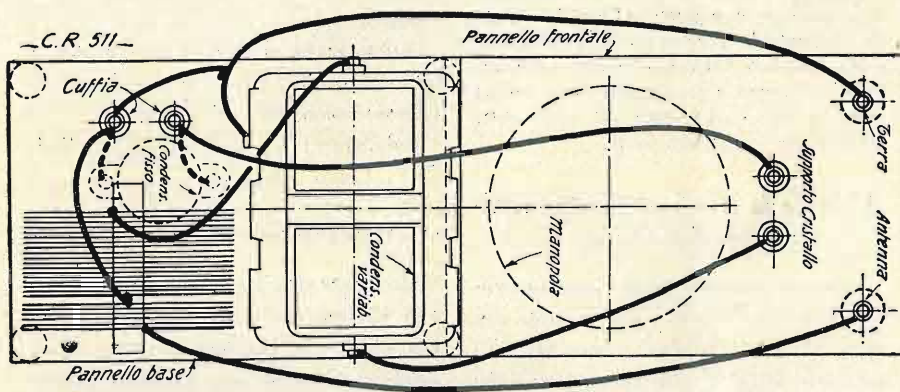 C.R. 511
Pannello frontale
Cuffia
Condens.
fisso
Condens.
variab
Manopola
Supporto Cristallo
Terra
Antenna
Pannello base